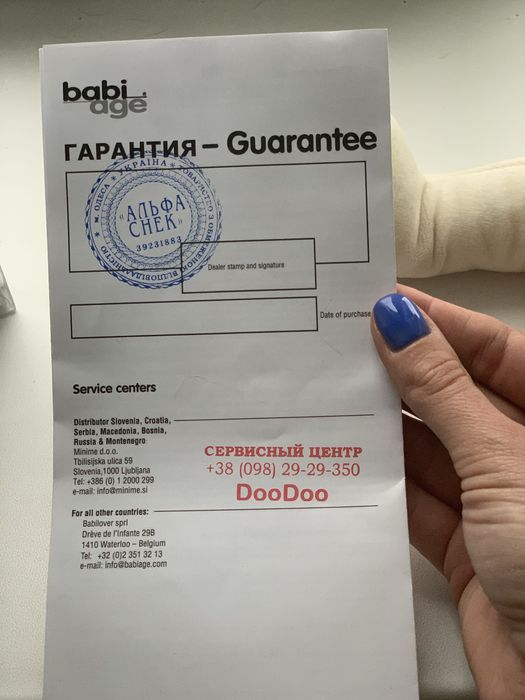 babi
age
ГАРАНТИЯ – Guarantee
* м. ОДЕСА * УКРАЇНА * ТОВАРИСТВО З ОБМЕЖЕНОЮ ВІДПОВІДАЛЬНІСТЮ
"АЛЬФА
СНЕК"
39231883
Dealer stamp and signature
Date of purchase
Service centers
Distributor Slovenia, Croatia,
Serbia, Macedonia, Bosnia,
Russia & Montenegro
Minime d.o.o.
Tbilisijska ulica 59
Slovenia,1000 Ljubljana
Tel: +386 (0) 1 2000 299
e-mail: info@minime.si
СЕРВИСНЫЙ ЦЕНТР
+38 (098) 29-29-350
DooDoo
For all other countries:
Babilover sprl
Drève de l'Infante 29B
1410 Waterloo – Belgium
Tel: +32 (0)2 351 32 13
e-mail: info@babiage.com